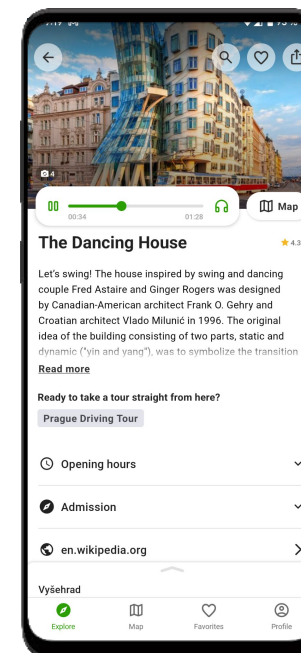 4
00:34
01:28
Map
The Dancing House
4.3
Let's swing! The house inspired by swing and dancing
couple Fred Astaire and Ginger Rogers was designed
by Canadian-American architect Frank O. Gehry and
Croatian architect Vlado Milunić in 1996. The original
idea of the building consisting of two parts, static and
dynamic ("yin and yang"), was to symbolize the transition
Read more
Ready to take a tour straight from here?
Prague Driving Tour
Opening hours
Admission
en.wikipedia.org
Vyšehrad
Explore
Map
Favorites
Profile